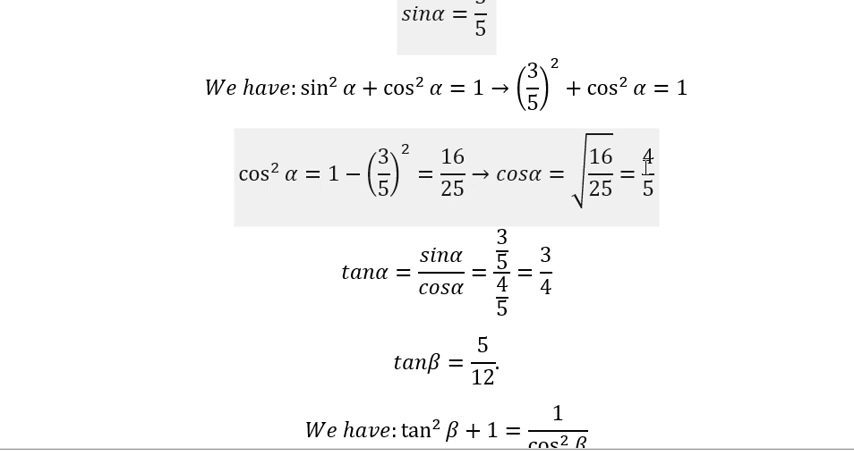 sinα = 3/5
We have: sin² α + cos² α = 1 → (3/5)² + cos² α = 1
cos² α = 1 − (3/5)² = 16/25 → cosα = √(16/25) = 4/5
tanα = sinα/cosα = (3/5)/(4/5) = 3/4
tanβ = 5/12.
We have: tan² β + 1 = 1/cos² β